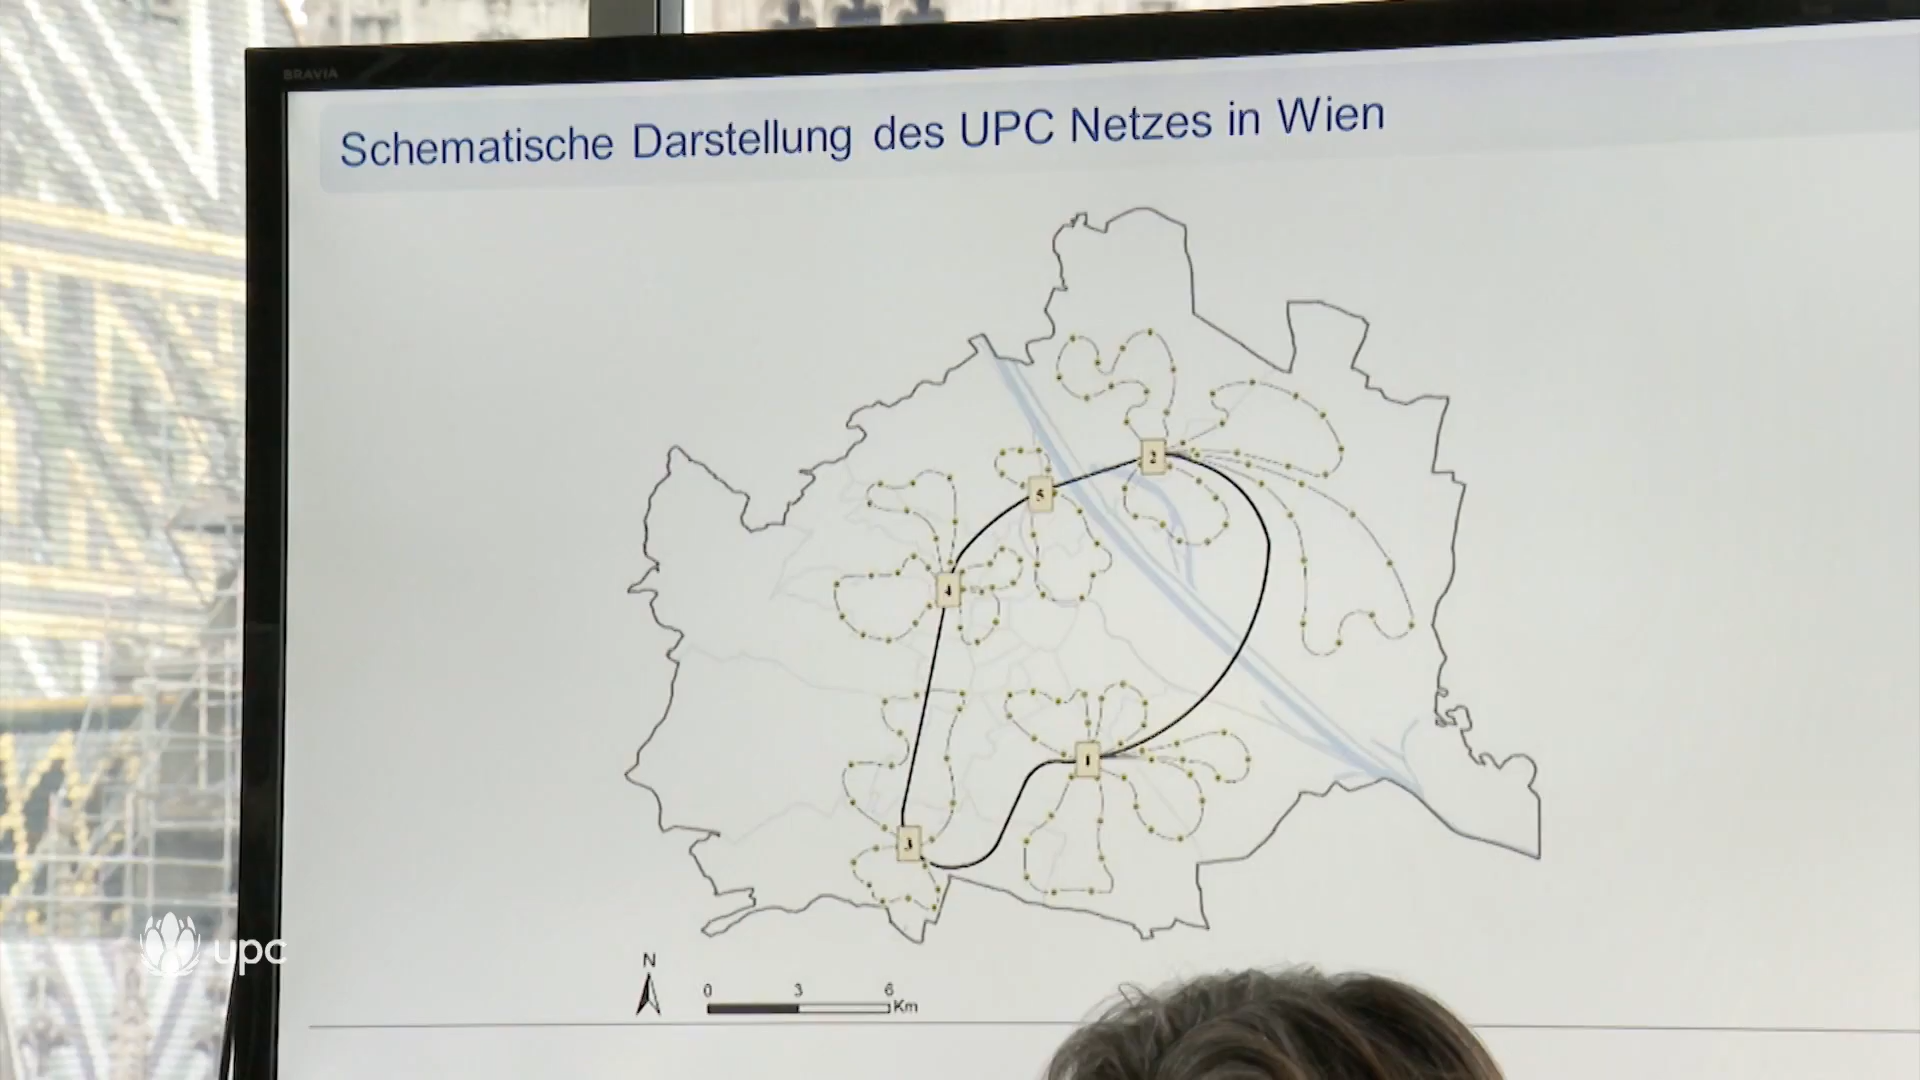 BRAVIA
Schematische Darstellung des UPC Netzes in Wien
2
5
4
1
3
N
0 3 6
Km
upc